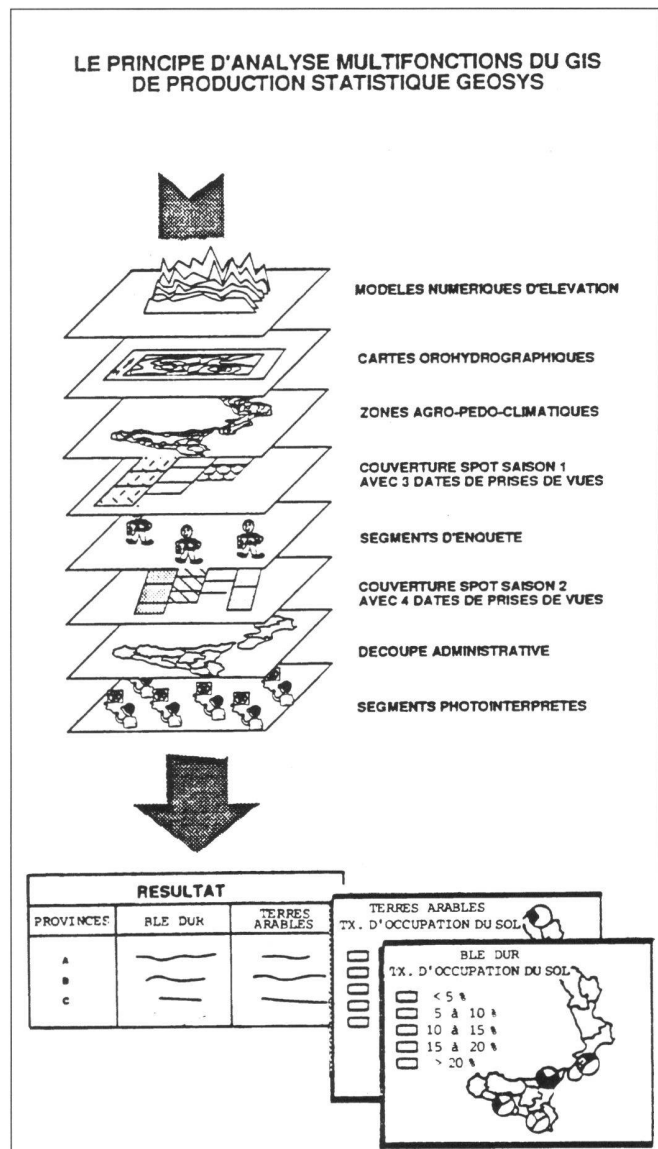 LE PRINCIPE D'ANALYSE MULTIFONCTIONS DU GIS
DE PRODUCTION STATISTIQUE GEOSYS
MODELES NUMERIQUES D'ELEVATION
CARTES OROHYDROGRAPHIQUES
ZONES AGRO-PEDO-CLIMATIQUES
COUVERTURE SPOT SAISON 1
AVEC 3 DATES DE PRISES DE VUES
SEGMENTS D'ENQUETE
COUVERTURE SPOT SAISON 2
AVEC 4 DATES DE PRISES DE VUES
DECOUPE ADMINISTRATIVE
SEGMENTS PHOTOINTERPRETES
RESULTAT
PROVINCES
BLE DUR
TERRES
ARABLES
A
B
C
TERRES ARABLES
TX. D'OCCUPATION DU SOL
BLE DUR
TX. D'OCCUPATION DU SOL
< 5 %
5 à 10 %
10 à 15%
15 à 20 %
> 20%